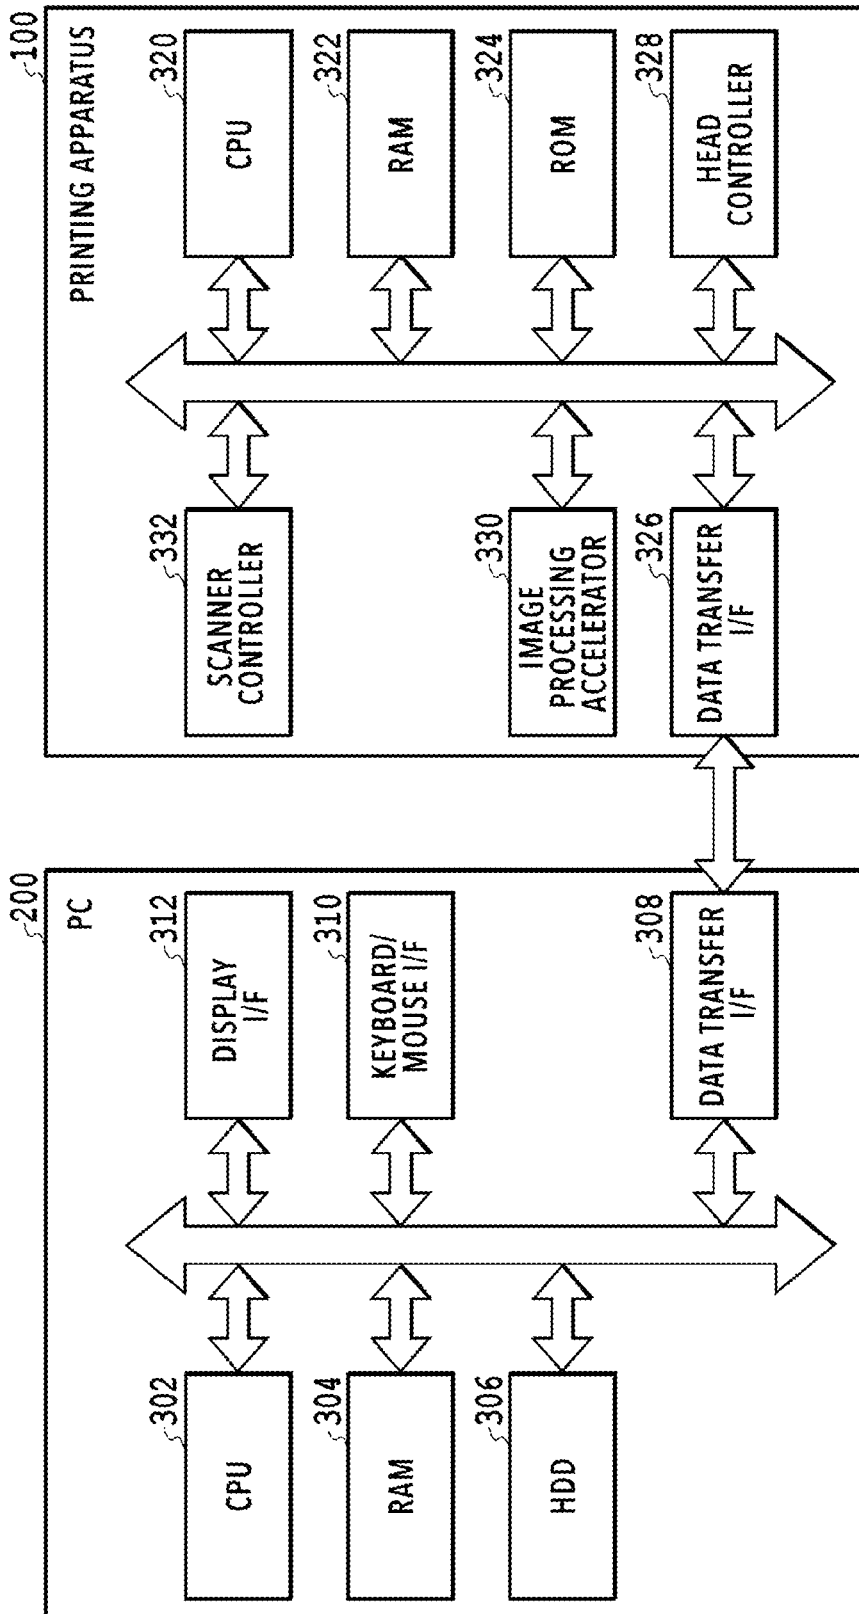 200
PC
302
CPU
304
RAM
306
HDD
312
DISPLAY
I/F
310
KEYBOARD/
MOUSE I/F
308
DATA TRANSFER
I/F
100
PRINTING APPARATUS
332
SCANNER
CONTROLLER
330
IMAGE
PROCESSING
ACCELERATOR
326
DATA TRANSFER
I/F
320
CPU
322
RAM
324
ROM
328
HEAD
CONTROLLER